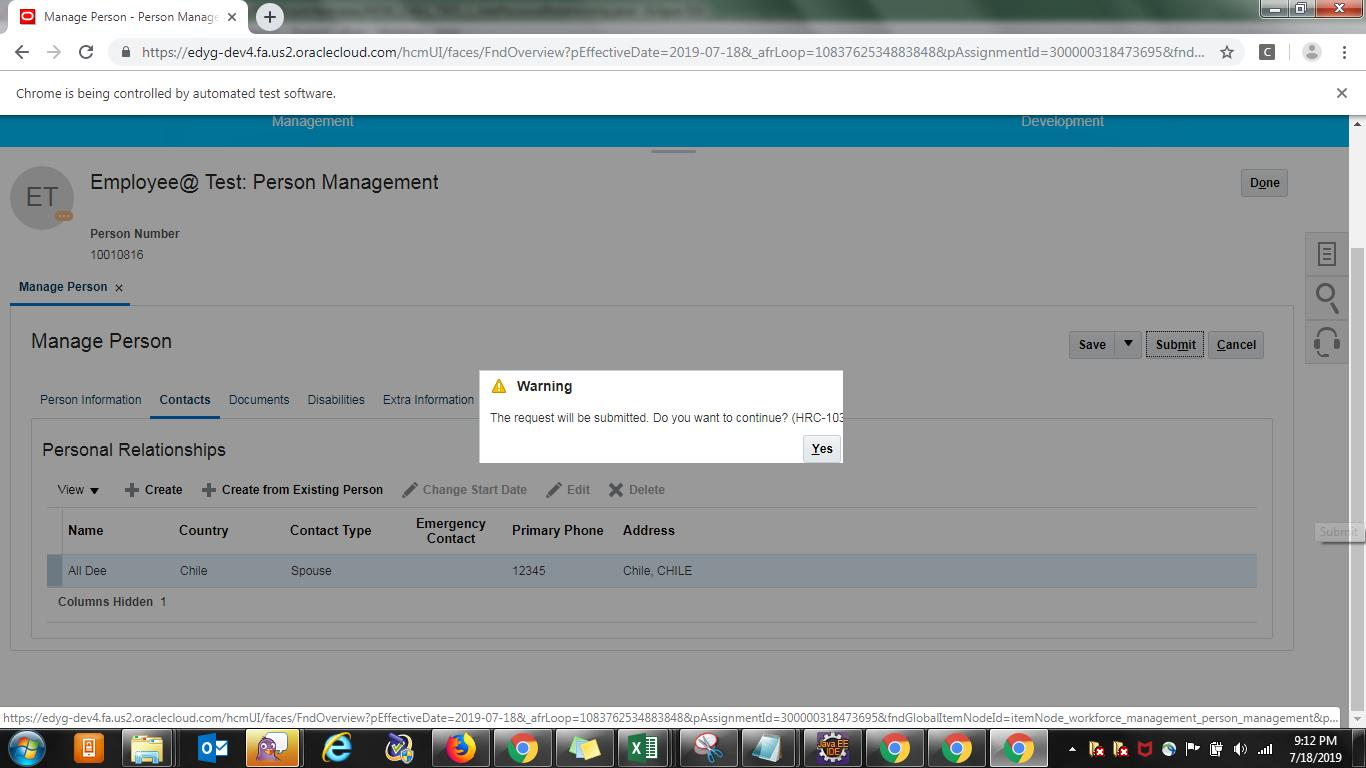 Manage Person - Person Manage
https://edyg-dev4.fa.us2.oraclecloud.com/hcmUI/faces/FndOverview?pEffectiveDate=2019-07-18&_afrLoop=1083762534883848&pAssignmentId=300000318473695&fnd...
C
Chrome is being controlled by automated test software.
Management Development
ET
Employee@ Test: Person Management
Done
Person Number
10010816
Manage Person
Manage Person
Save Submit Cancel
Person Information Contacts Documents Disabilities Extra Information
Warning
The request will be submitted. Do you want to continue? (HRC-103
Yes
Personal Relationships
View Create Create from Existing Person Change Start Date Edit Delete
Name Country Contact Type Emergency Contact Primary Phone Address
Submit
All Dee Chile Spouse 12345 Chile, CHILE
Columns Hidden 1
https://edyg-dev4.fa.us2.oraclecloud.com/hcmUI/faces/FndOverview?pEffectiveDate=2019-07-18&_afrLoop=1083762534883848&pAssignmentId=300000318473695&fndGlobalItemNodeId=itemNode_workforce_management_person_management&p...
Java EE
IDE
9:12 PM
7/18/2019